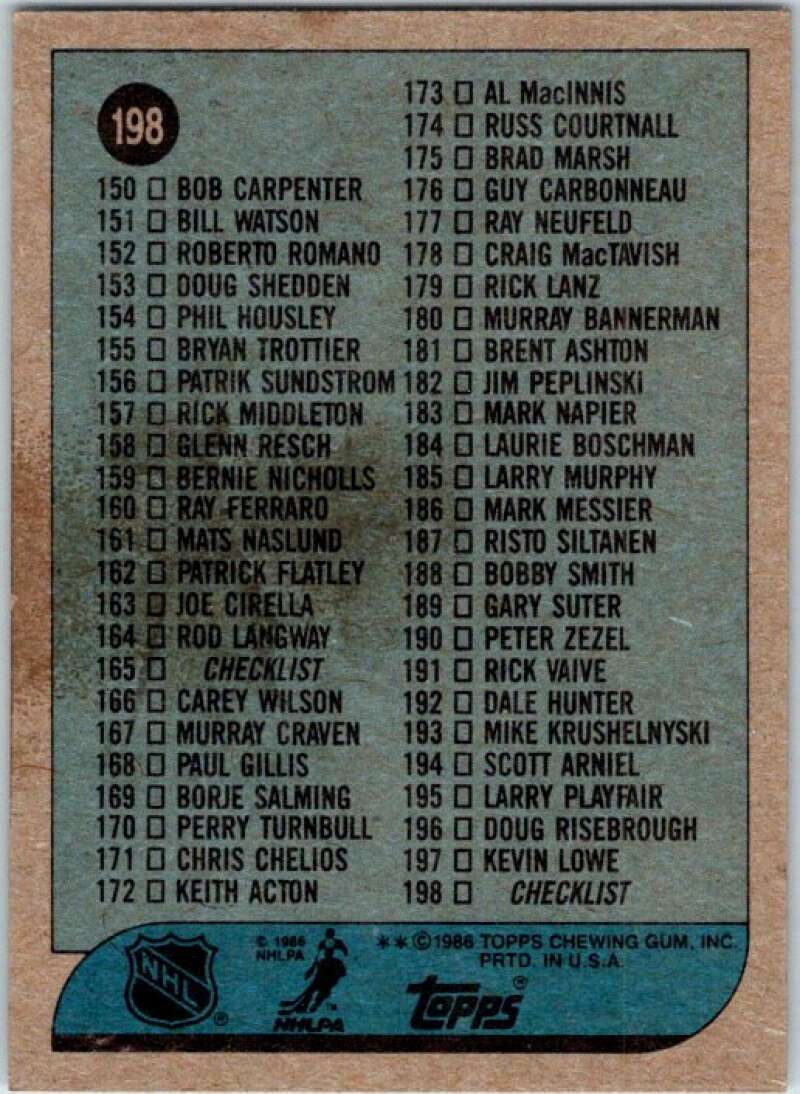 198
150 □ BOB CARPENTER
151 □ BILL WATSON
152 □ ROBERTO ROMANO
153 □ DOUG SHEDDEN
154 □ PHIL HOUSLEY
155 □ BRYAN TROTTIER
156 □ PATRIK SUNDSTROM
157 □ RICK MIDDLETON
158 □ GLENN RESCH
159 □ BERNIE NICHOLLS
160 □ RAY FERRARO
161 □ MATS NASLUND
162 □ PATRICK FLATLEY
163 □ JOE CIRELLA
164 □ ROD LANGWAY
165 □ CHECKLIST
166 □ CAREY WILSON
167 □ MURRAY CRAVEN
168 □ PAUL GILLIS
169 □ BORJE SALMING
170 □ PERRY TURNBULL
171 □ CHRIS CHELIOS
172 □ KEITH ACTON
173 □ AL MacINNIS
174 □ RUSS COURTNALL
175 □ BRAD MARSH
176 □ GUY CARBONNEAU
177 □ RAY NEUFELD
178 □ CRAIG MacTAVISH
179 □ RICK LANZ
180 □ MURRAY BANNERMAN
181 □ BRENT ASHTON
182 □ JIM PEPLINSKI
183 □ MARK NAPIER
184 □ LAURIE BOSCHMAN
185 □ LARRY MURPHY
186 □ MARK MESSIER
187 □ RISTO SILTANEN
188 □ BOBBY SMITH
189 □ GARY SUTER
190 □ PETER ZEZEL
191 □ RICK VAIVE
192 □ DALE HUNTER
193 □ MIKE KRUSHELNYSKI
194 □ SCOTT ARNIEL
195 □ LARRY PLAYFAIR
196 □ DOUG RISEBROUGH
197 □ KEVIN LOWE
198 □ CHECKLIST
NHL ®
© 1986
NHLPA
NHLPA ™
**©1986 TOPPS CHEWING GUM, INC.
PRTD. IN U.S.A.
TOPPS ®